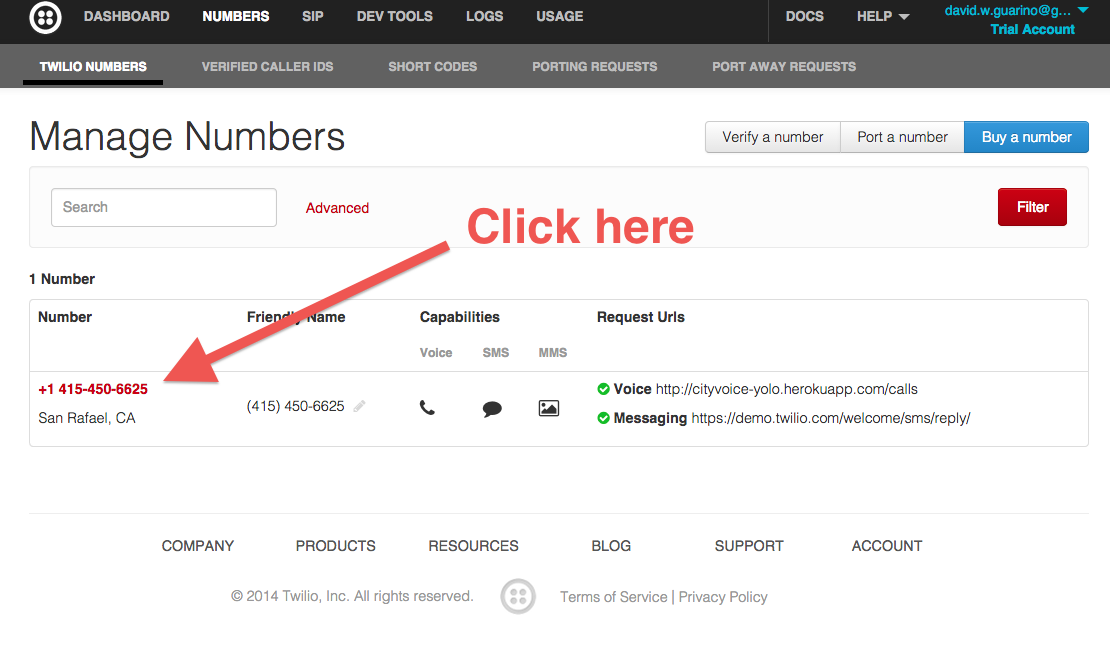 DASHBOARD NUMBERS SIP DEV TOOLS LOGS USAGE DOCS HELP david.w.guarino@g...
Trial Account
TWILIO NUMBERS VERIFIED CALLER IDS SHORT CODES PORTING REQUESTS PORT AWAY REQUESTS
Manage Numbers Verify a number Port a number Buy a number
Search Advanced Filter
Click here
1 Number
Number Friendly Name Capabilities Request Urls
Voice SMS MMS
+1 415-450-6625 Voice http://cityvoice-yolo.herokuapp.com/calls
(415) 450-6625
San Rafael, CA Messaging https://demo.twilio.com/welcome/sms/reply/
COMPANY PRODUCTS RESOURCES BLOG SUPPORT ACCOUNT
© 2014 Twilio, Inc. All rights reserved. Terms of Service | Privacy Policy